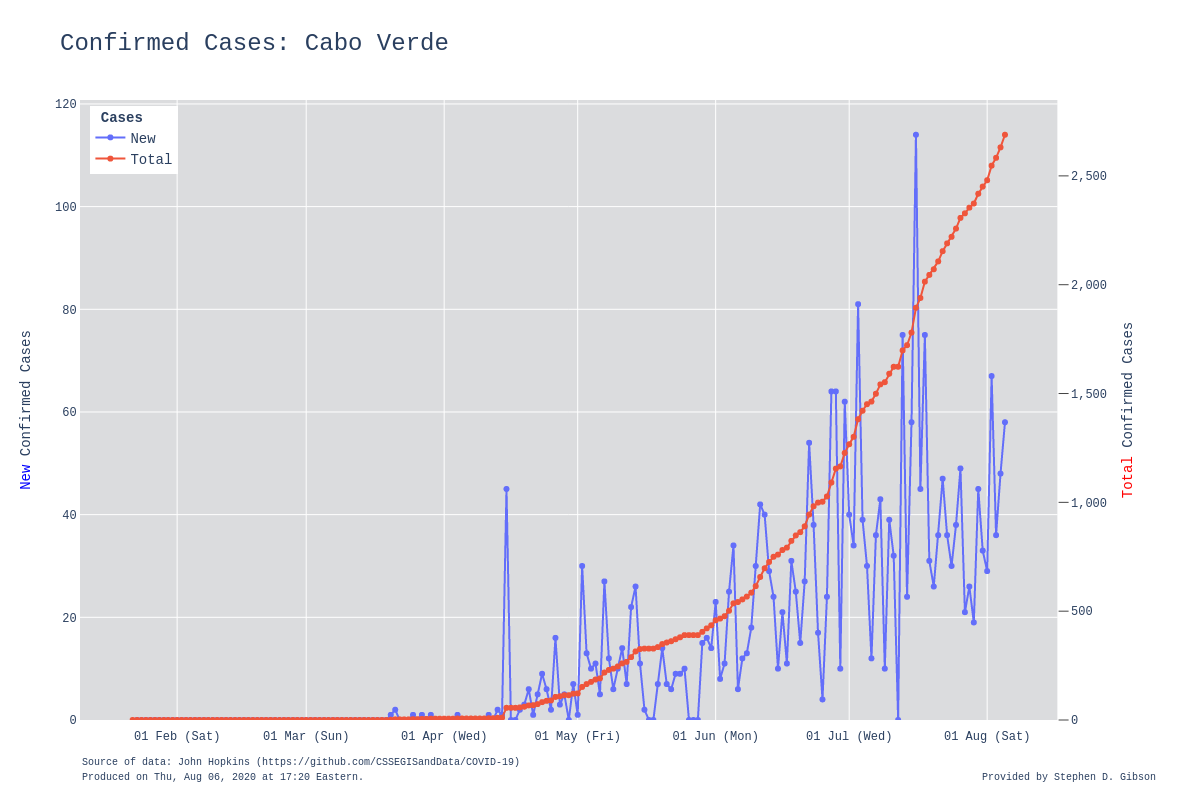 Confirmed Cases: Cabo Verde
Cases
New
Total
120
100
80
60
40
20
0
2,500
2,000
1,500
1,000
500
0
New Confirmed Cases
Total Confirmed Cases
01 Feb (Sat)
01 Mar (Sun)
01 Apr (Wed)
01 May (Fri)
01 Jun (Mon)
01 Jul (Wed)
01 Aug (Sat)
Source of data: John Hopkins (https://github.com/CSSEGISandData/COVID-19)
Produced on Thu, Aug 06, 2020 at 17:20 Eastern.
Provided by Stephen D. Gibson